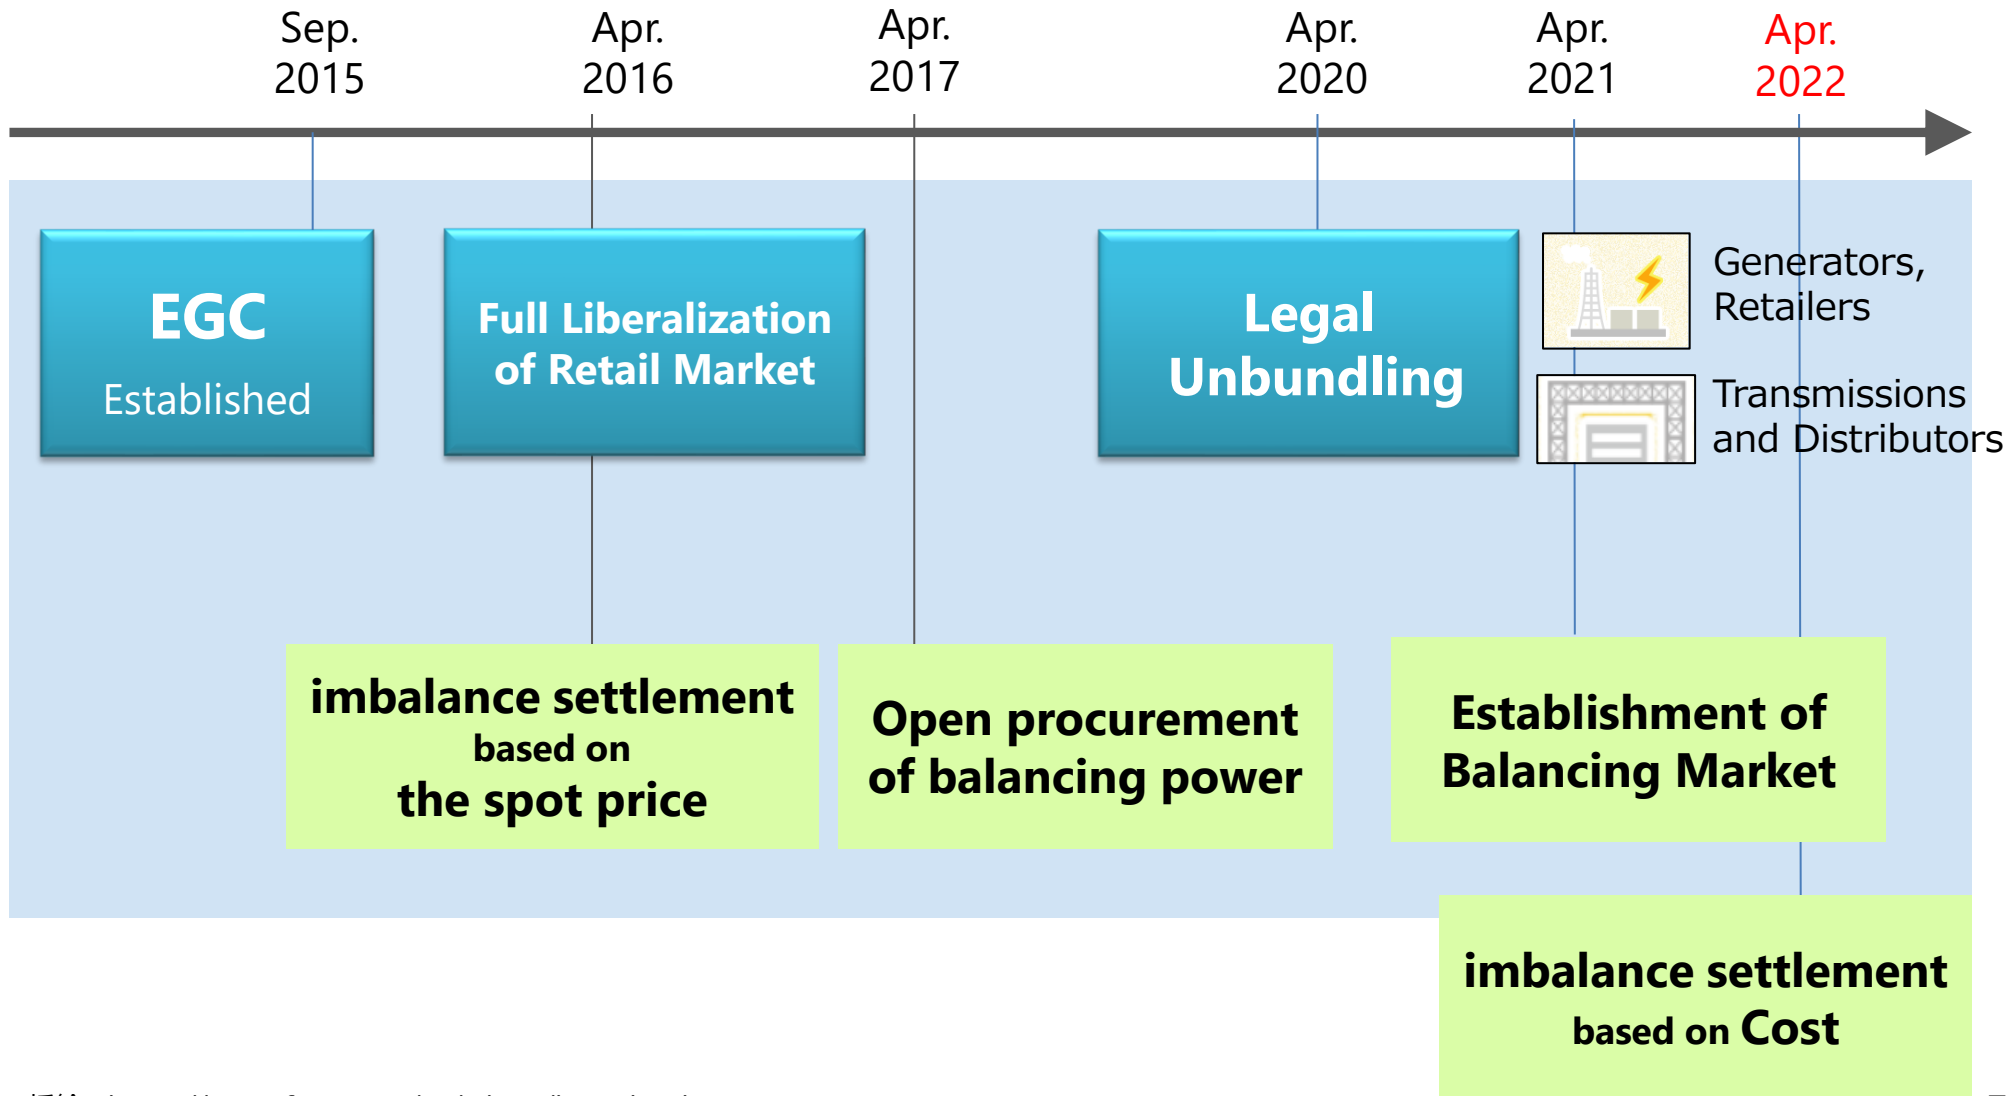 Sep.
2015
Apr.
2016
Apr.
2017
Apr.
2020
Apr.
2021
Apr.
2022
EGC
Established
Full Liberalization
of Retail Market
Legal
Unbundling
Generators,
Retailers
Transmissions
and Distributors
imbalance settlement
based on
the spot price
Open procurement
of balancing power
Establishment of
Balancing Market
imbalance settlement
based on Cost